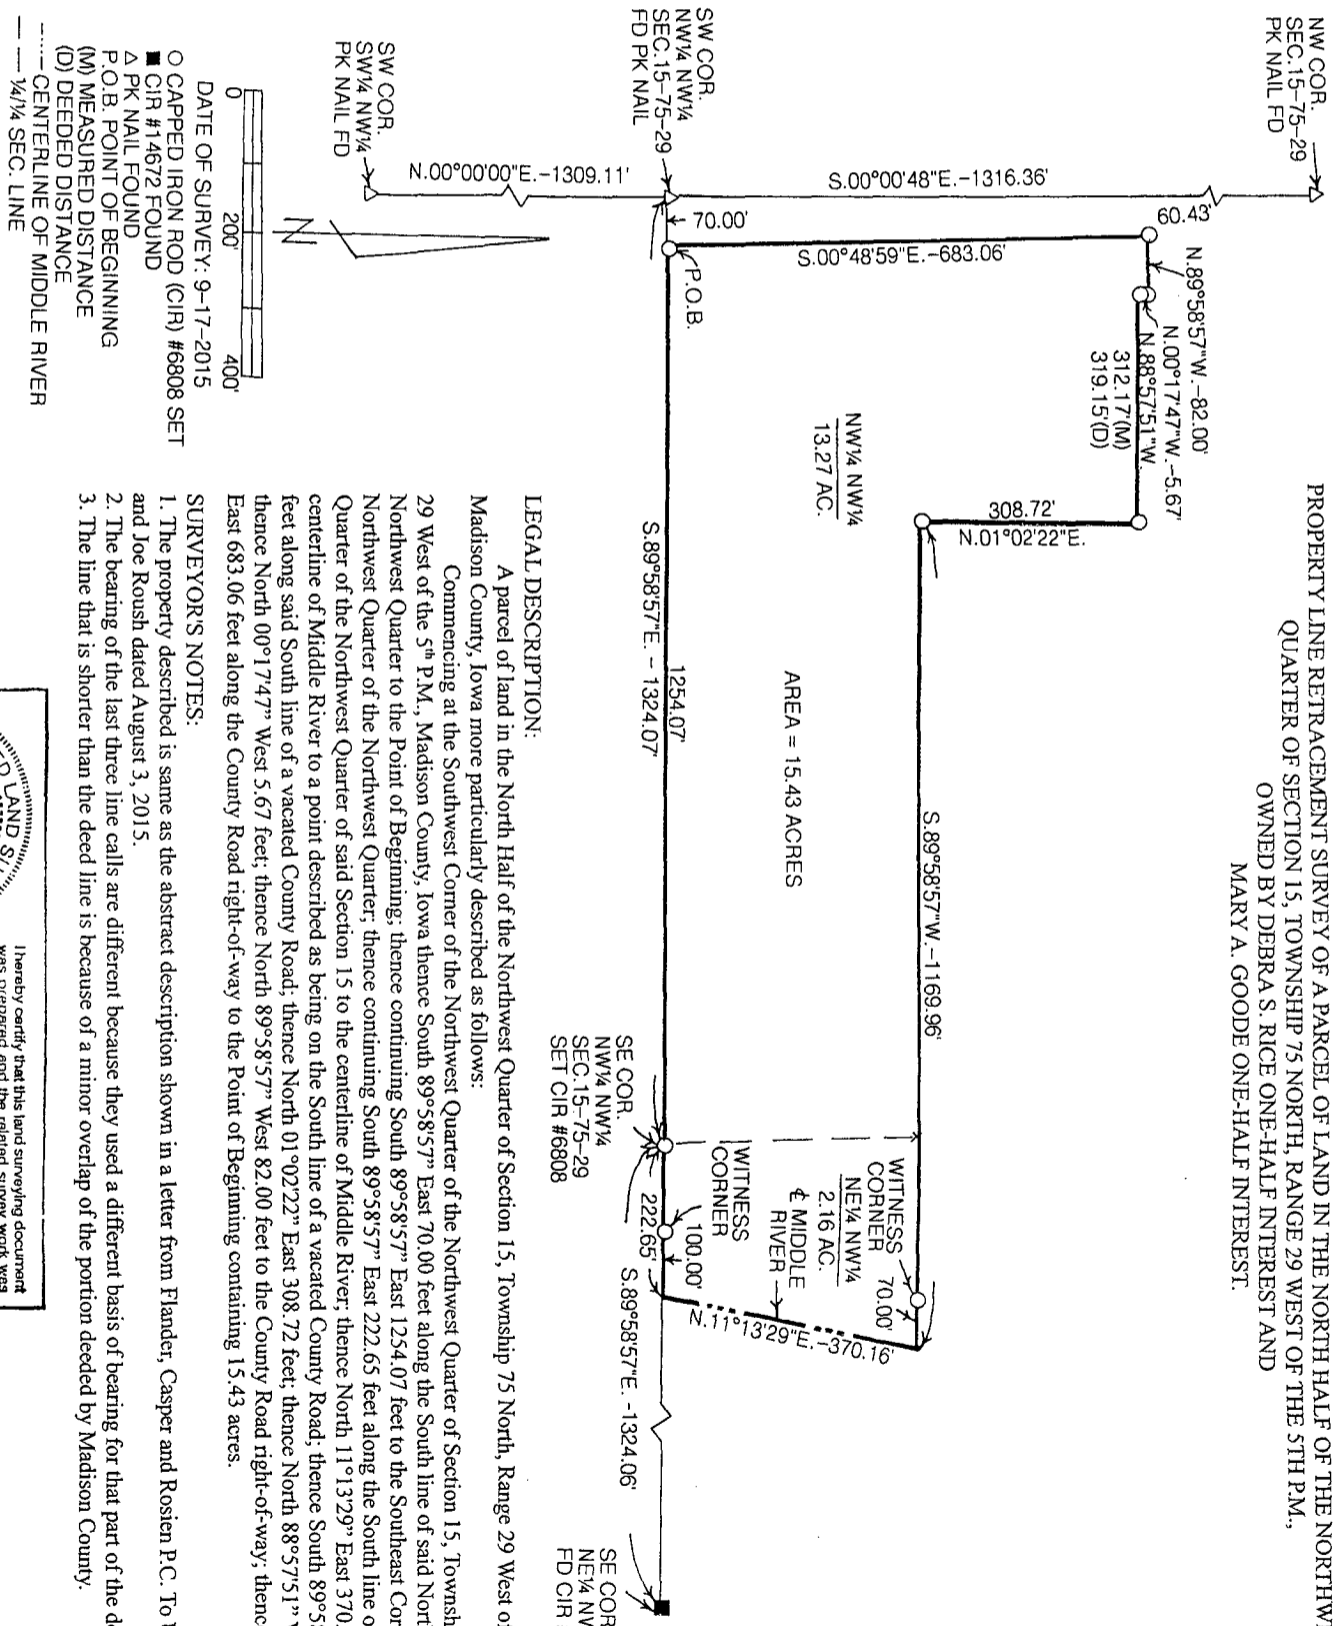 PROPERTY LINE RETRACEMENT SURVEY OF A PARCEL OF LAND IN THE NORTH HALF OF THE
QUARTER OF SECTION 15, TOWNSHIP 75 NORTH, RANGE 29 WEST OF THE 5TH P.M.,
OWNED BY DEBRA S. RICE ONE-HALF INTEREST AND
MARY A. GOODE ONE-HALF INTEREST.
NW COR.
SEC.15-75-29
PK NAIL FD
S.00°00'48"E.-1316.36'
60.43'
N.89°58'57"W.-82.00'
N.00°17'47"W.-5.67'
N.88°57'51"W.
312.17'(M)
319.15'(D)
308.72'
N.01°02'22"E.
S.00°48'59"E.-683.06'
SW COR.
NW¼ NW¼
SEC.15-75-29
FD PK NAIL
70.00'
P.O.B.
NW¼ NW¼
13.27 AC.
AREA = 15.43 ACRES
S.89°58'57"W.-1169.96'
WITNESS
CORNER
70.00'
NE¼ NW¼
2.16 AC.
℄ MIDDLE
RIVER
WITNESS
CORNER
100.00'
N.11°13'29"E.-370.16'
1254.07'
S.89°58'57"E. - 1324.07'
222.65'
S.89°58'57"E. -1324.06'
SE COR.
NW¼ NW¼
SEC.15-75-29
SET CIR #6808
SE COR
NE¼
FD CIR
N.00°00'00"E.-1309.11'
SW COR.
SW¼ NW¼
PK NAIL FD
N
0 200' 400'
DATE OF SURVEY: 9-17-2015
○ CAPPED IRON ROD (CIR) #6808 SET
■ CIR #14672 FOUND
△ PK NAIL FOUND
P.O.B. POINT OF BEGINNING
(M) MEASURED DISTANCE
(D) DEEDED DISTANCE
CENTERLINE OF MIDDLE RIVER
¼/¼ SEC. LINE
LEGAL DESCRIPTION:
A parcel of land in the North Half of the Northwest Quarter of Section 15, Township 75 North, Range 29 West
Madison County, Iowa more particularly described as follows:
Commencing at the Southwest Corner of the Northwest Quarter of the Northwest Quarter of Section 15,
29 West of the 5th P.M., Madison County, Iowa thence South 89°58'57" East 70.00 feet along the South line of said
Northwest Quarter to the Point of Beginning; thence continuing South 89°58'57" East 1254.07 feet to the Southeast
Northwest Quarter of the Northwest Quarter; thence continuing South 89°58'57" East 222.65 feet along the South line
Quarter of the Northwest Quarter of said Section 15 to the centerline of Middle River; thence North 11°13'29" East 370.
centerline of Middle River to a point described as being on the South line of a vacated County Road; thence South
feet along said South line of a vacated County Road; thence North 01°02'22" East 308.72 feet; thence North 88°57'51"
thence North 00°17'47" West 5.67 feet; thence North 89°58'57" West 82.00 feet to the County Road right-of-way;
East 683.06 feet along the County Road right-of-way to the Point of Beginning containing 15.43 acres.
SURVEYOR'S NOTES:
1. The property described is same as the abstract description shown in a letter from Flander, Casper and Rosien P.C. To
and Joe Roush dated August 3, 2015.
2. The bearing of the last three line calls are different because they used a different basis of bearing for that part of the
3. The line that is shorter than the deed line is because of a minor overlap of the portion deeded by Madison County.
LAND
I hereby certify that this land surveying document
was prepared and the related survey work was